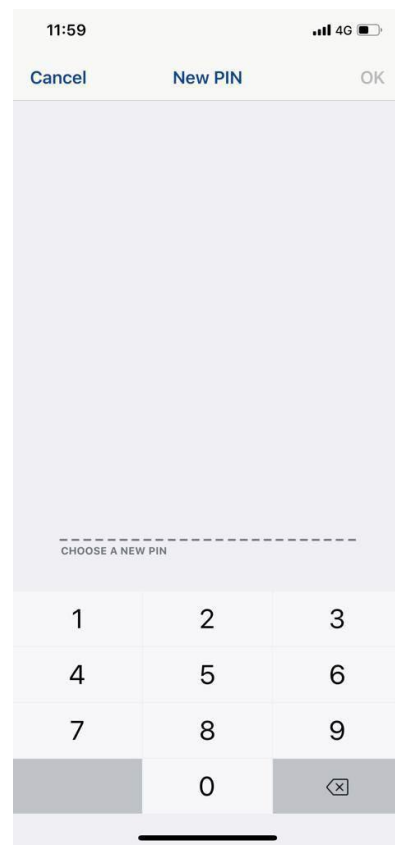 11:59 4G
Cancel New PIN OK
CHOOSE A NEW PIN
1 2 3
4 5 6
7 8 9
0